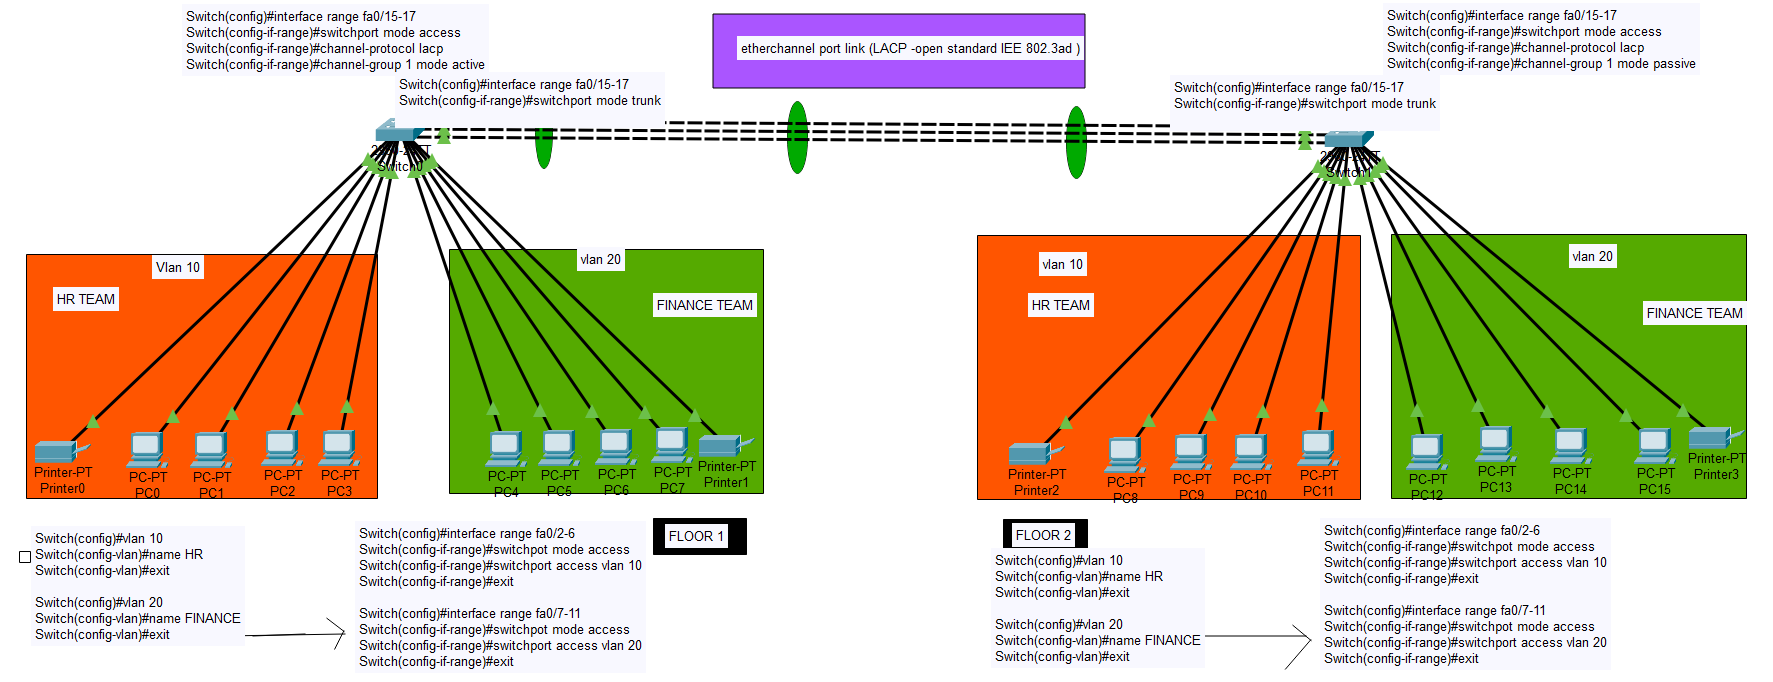 Switch(config)#interface range fa0/15-17
Switch(config-if-range)#switchport mode access
Switch(config-if-range)#channel-protocol lacp
Switch(config-if-range)#channel-group 1 mode active
Switch(config)#interface range fa0/15-17
Switch(config-if-range)#switchport mode trunk
etherchannel port link (LACP -open standard IEE 802.3ad )
Switch(config)#interface range fa0/15-17
Switch(config-if-range)#switchport mode access
Switch(config-if-range)#channel-protocol lacp
Switch(config-if-range)#channel-group 1 mode passive
Switch(config)#interface range fa0/15-17
Switch(config-if-range)#switchport mode trunk
Switch0
Switch1
Vlan 10
HR TEAM
vlan 20
FINANCE TEAM
vlan 10
HR TEAM
vlan 20
FINANCE TEAM
Printer-PT
Printer0
PC-PT
PC0
PC-PT
PC1
PC-PT
PC2
PC-PT
PC3
PC-PT
PC4
PC-PT
PC5
PC-PT
PC6
PC-PT
PC7
Printer-PT
Printer1
Printer-PT
Printer2
PC-PT
PC8
PC-PT
PC9
PC-PT
PC10
PC-PT
PC11
PC-PT
PC12
PC-PT
PC13
PC-PT
PC14
PC-PT
PC15
Printer-PT
Printer3
Switch(config)#vlan 10
Switch(config-vlan)#name HR
Switch(config-vlan)#exit
Switch(config)#vlan 20
Switch(config-vlan)#name FINANCE
Switch(config-vlan)#exit
Switch(config)#interface range fa0/2-6
Switch(config-if-range)#switchpot mode access
Switch(config-if-range)#switchport access vlan 10
Switch(config-if-range)#exit
Switch(config)#interface range fa0/7-11
Switch(config-if-range)#switchpot mode access
Switch(config-if-range)#switchport access vlan 20
Switch(config-if-range)#exit
FLOOR 1
FLOOR 2
Switch(config)#vlan 10
Switch(config-vlan)#name HR
Switch(config-vlan)#exit
Switch(config)#vlan 20
Switch(config-vlan)#name FINANCE
Switch(config-vlan)#exit
Switch(config)#interface range fa0/2-6
Switch(config-if-range)#switchpot mode access
Switch(config-if-range)#switchport access vlan 10
Switch(config-if-range)#exit
Switch(config)#interface range fa0/7-11
Switch(config-if-range)#switchpot mode access
Switch(config-if-range)#switchport access vlan 20
Switch(config-if-range)#exit